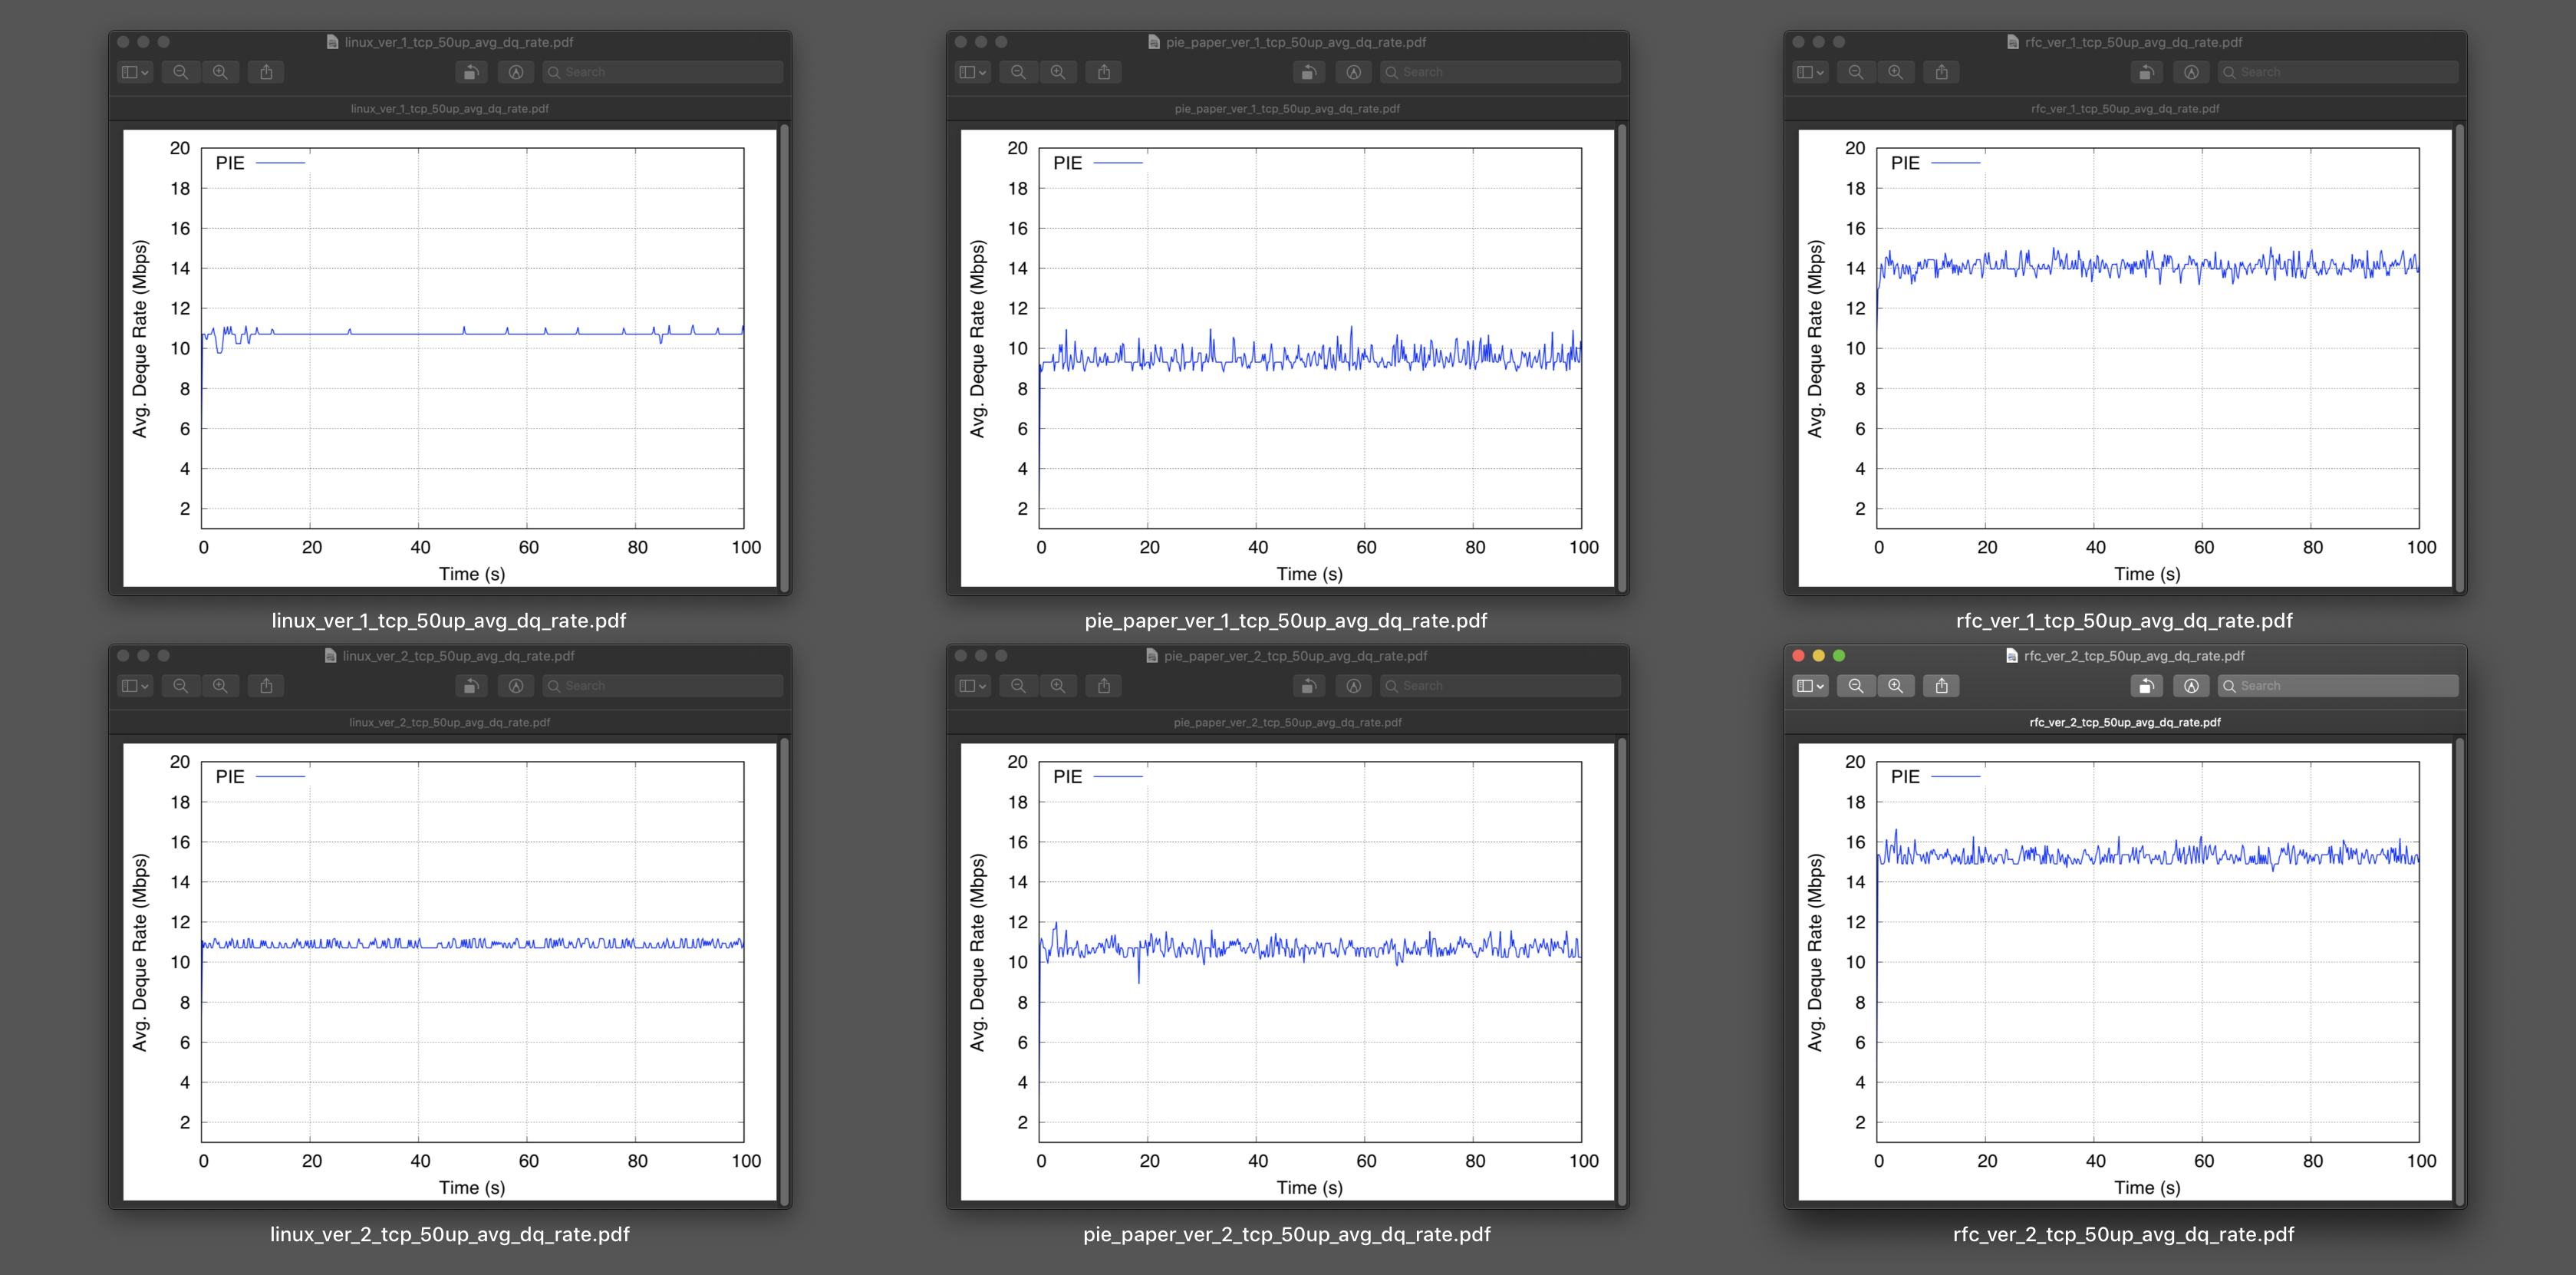 linux_ver_1_tcp_50up_avg_dq_rate.pdf
Search
linux_ver_1_tcp_50up_avg_dq_rate.pdf
PIE
20
18
16
14
12
10
8
6
4
2
Avg. Deque Rate (Mbps)
0 20 40 60 80 100
Time (s)
linux_ver_1_tcp_50up_avg_dq_rate.pdf
pie_paper_ver_1_tcp_50up_avg_dq_rate.pdf
Search
pie_paper_ver_1_tcp_50up_avg_dq_rate.pdf
PIE
20
18
16
14
12
10
8
6
4
2
Avg. Deque Rate (Mbps)
0 20 40 60 80 100
Time (s)
pie_paper_ver_1_tcp_50up_avg_dq_rate.pdf
rfc_ver_1_tcp_50up_avg_dq_rate.pdf
Search
rfc_ver_1_tcp_50up_avg_dq_rate.pdf
PIE
20
18
16
14
12
10
8
6
4
2
Avg. Deque Rate (Mbps)
0 20 40 60 80 100
Time (s)
rfc_ver_1_tcp_50up_avg_dq_rate.pdf
linux_ver_2_tcp_50up_avg_dq_rate.pdf
Search
linux_ver_2_tcp_50up_avg_dq_rate.pdf
PIE
20
18
16
14
12
10
8
6
4
2
Avg. Deque Rate (Mbps)
0 20 40 60 80 100
Time (s)
linux_ver_2_tcp_50up_avg_dq_rate.pdf
pie_paper_ver_2_tcp_50up_avg_dq_rate.pdf
Search
pie_paper_ver_2_tcp_50up_avg_dq_rate.pdf
PIE
20
18
16
14
12
10
8
6
4
2
Avg. Deque Rate (Mbps)
0 20 40 60 80 100
Time (s)
pie_paper_ver_2_tcp_50up_avg_dq_rate.pdf
rfc_ver_2_tcp_50up_avg_dq_rate.pdf
Search
rfc_ver_2_tcp_50up_avg_dq_rate.pdf
PIE
20
18
16
14
12
10
8
6
4
2
Avg. Deque Rate (Mbps)
0 20 40 60 80 100
Time (s)
rfc_ver_2_tcp_50up_avg_dq_rate.pdf